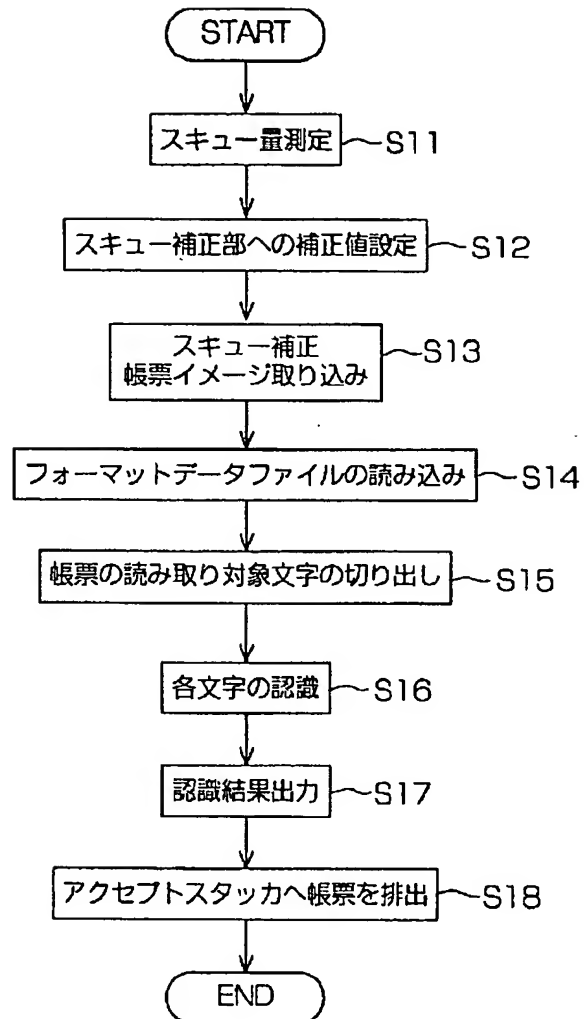 START
スキュー量測定 S11
スキュー補正部への補正値設定 S12
スキュー補正
帳票イメージ取り込み S13
フォーマットデータファイルの読み込み S14
帳票の読み取り対象文字の切り出し S15
各文字の認識 S16
認識結果出力 S17
アクセプトスタッカへ帳票を排出 S18
END